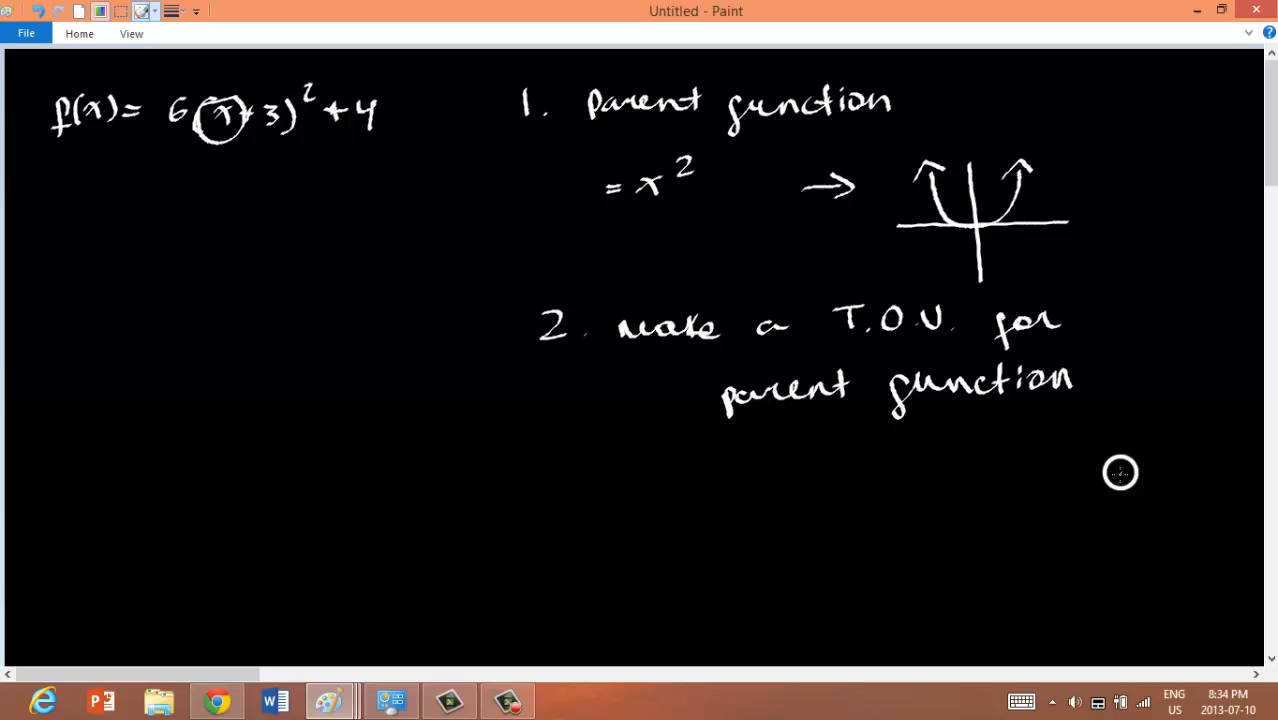 Untitled - Paint
File Home View
f(x) = 6(x+3)² + 4
1. Parent function
= x² →
2. make a T.O.V. for
parent function
ENG 8:34 PM
US 2013-07-10